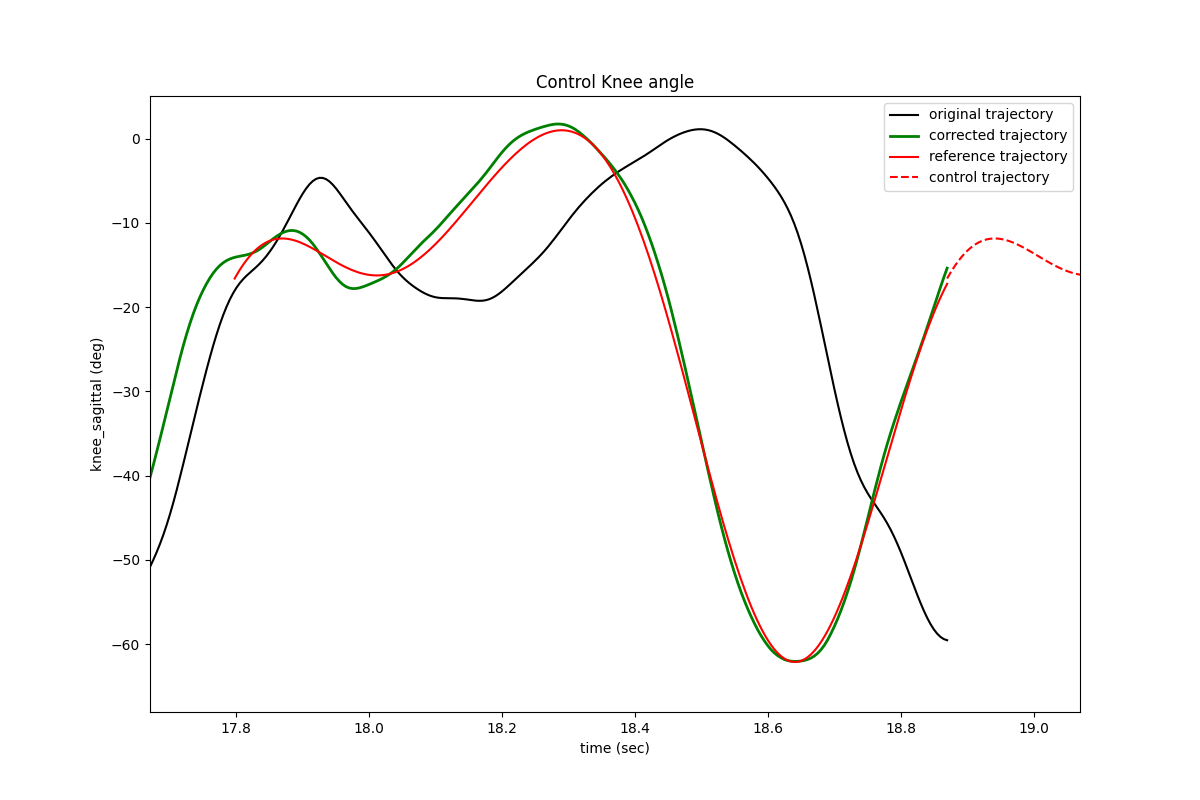 Control Knee angle
original trajectory
corrected trajectory
reference trajectory
control trajectory
knee_sagittal (deg)
0
−10
−20
−30
−40
−50
−60
17.8 18.0 18.2 18.4 18.6 18.8 19.0
time (sec)